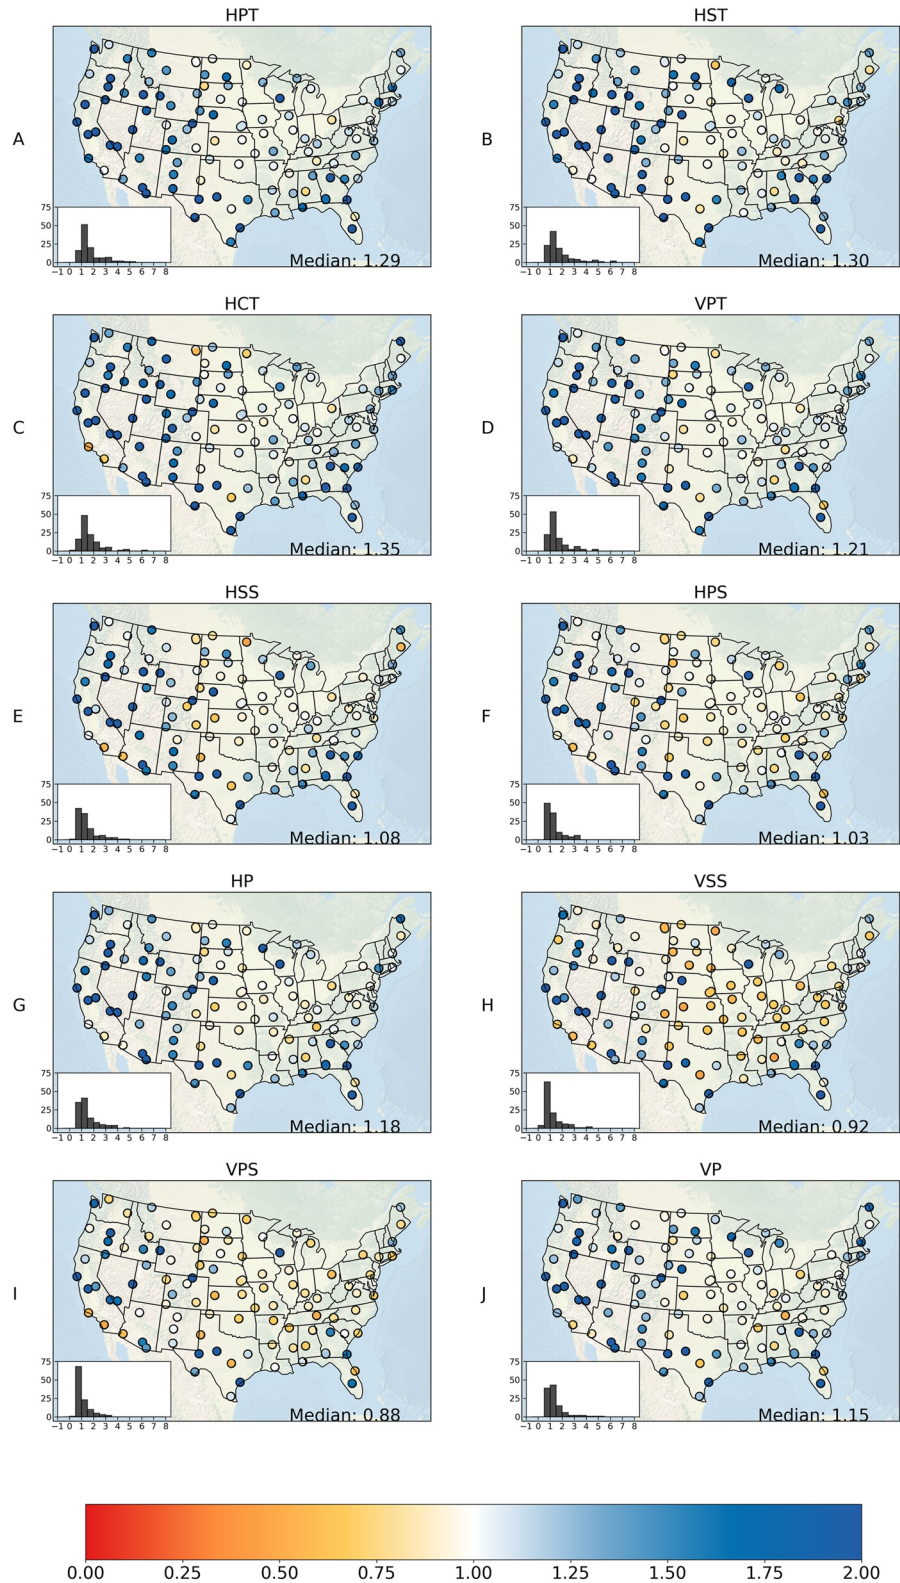 HPT
HST
A
B
75
50
25
0
−1 0 1 2 3 4 5 6 7 8
Median: 1.29
75
50
25
0
−1 0 1 2 3 4 5 6 7 8
Median: 1.30
HCT
VPT
C
D
75
50
25
0
−1 0 1 2 3 4 5 6 7 8
Median: 1.35
75
50
25
0
−1 0 1 2 3 4 5 6 7 8
Median: 1.21
HSS
HPS
E
F
75
50
25
0
−1 0 1 2 3 4 5 6 7 8
Median: 1.08
75
50
25
0
−1 0 1 2 3 4 5 6 7 8
Median: 1.03
HP
VSS
G
H
75
50
25
0
−1 0 1 2 3 4 5 6 7 8
Median: 1.18
75
50
25
0
−1 0 1 2 3 4 5 6 7 8
Median: 0.92
VPS
VP
I
J
75
50
25
0
−1 0 1 2 3 4 5 6 7 8
Median: 0.88
75
50
25
0
−1 0 1 2 3 4 5 6 7 8
Median: 1.15
0.00 0.25 0.50 0.75 1.00 1.25 1.50 1.75 2.00